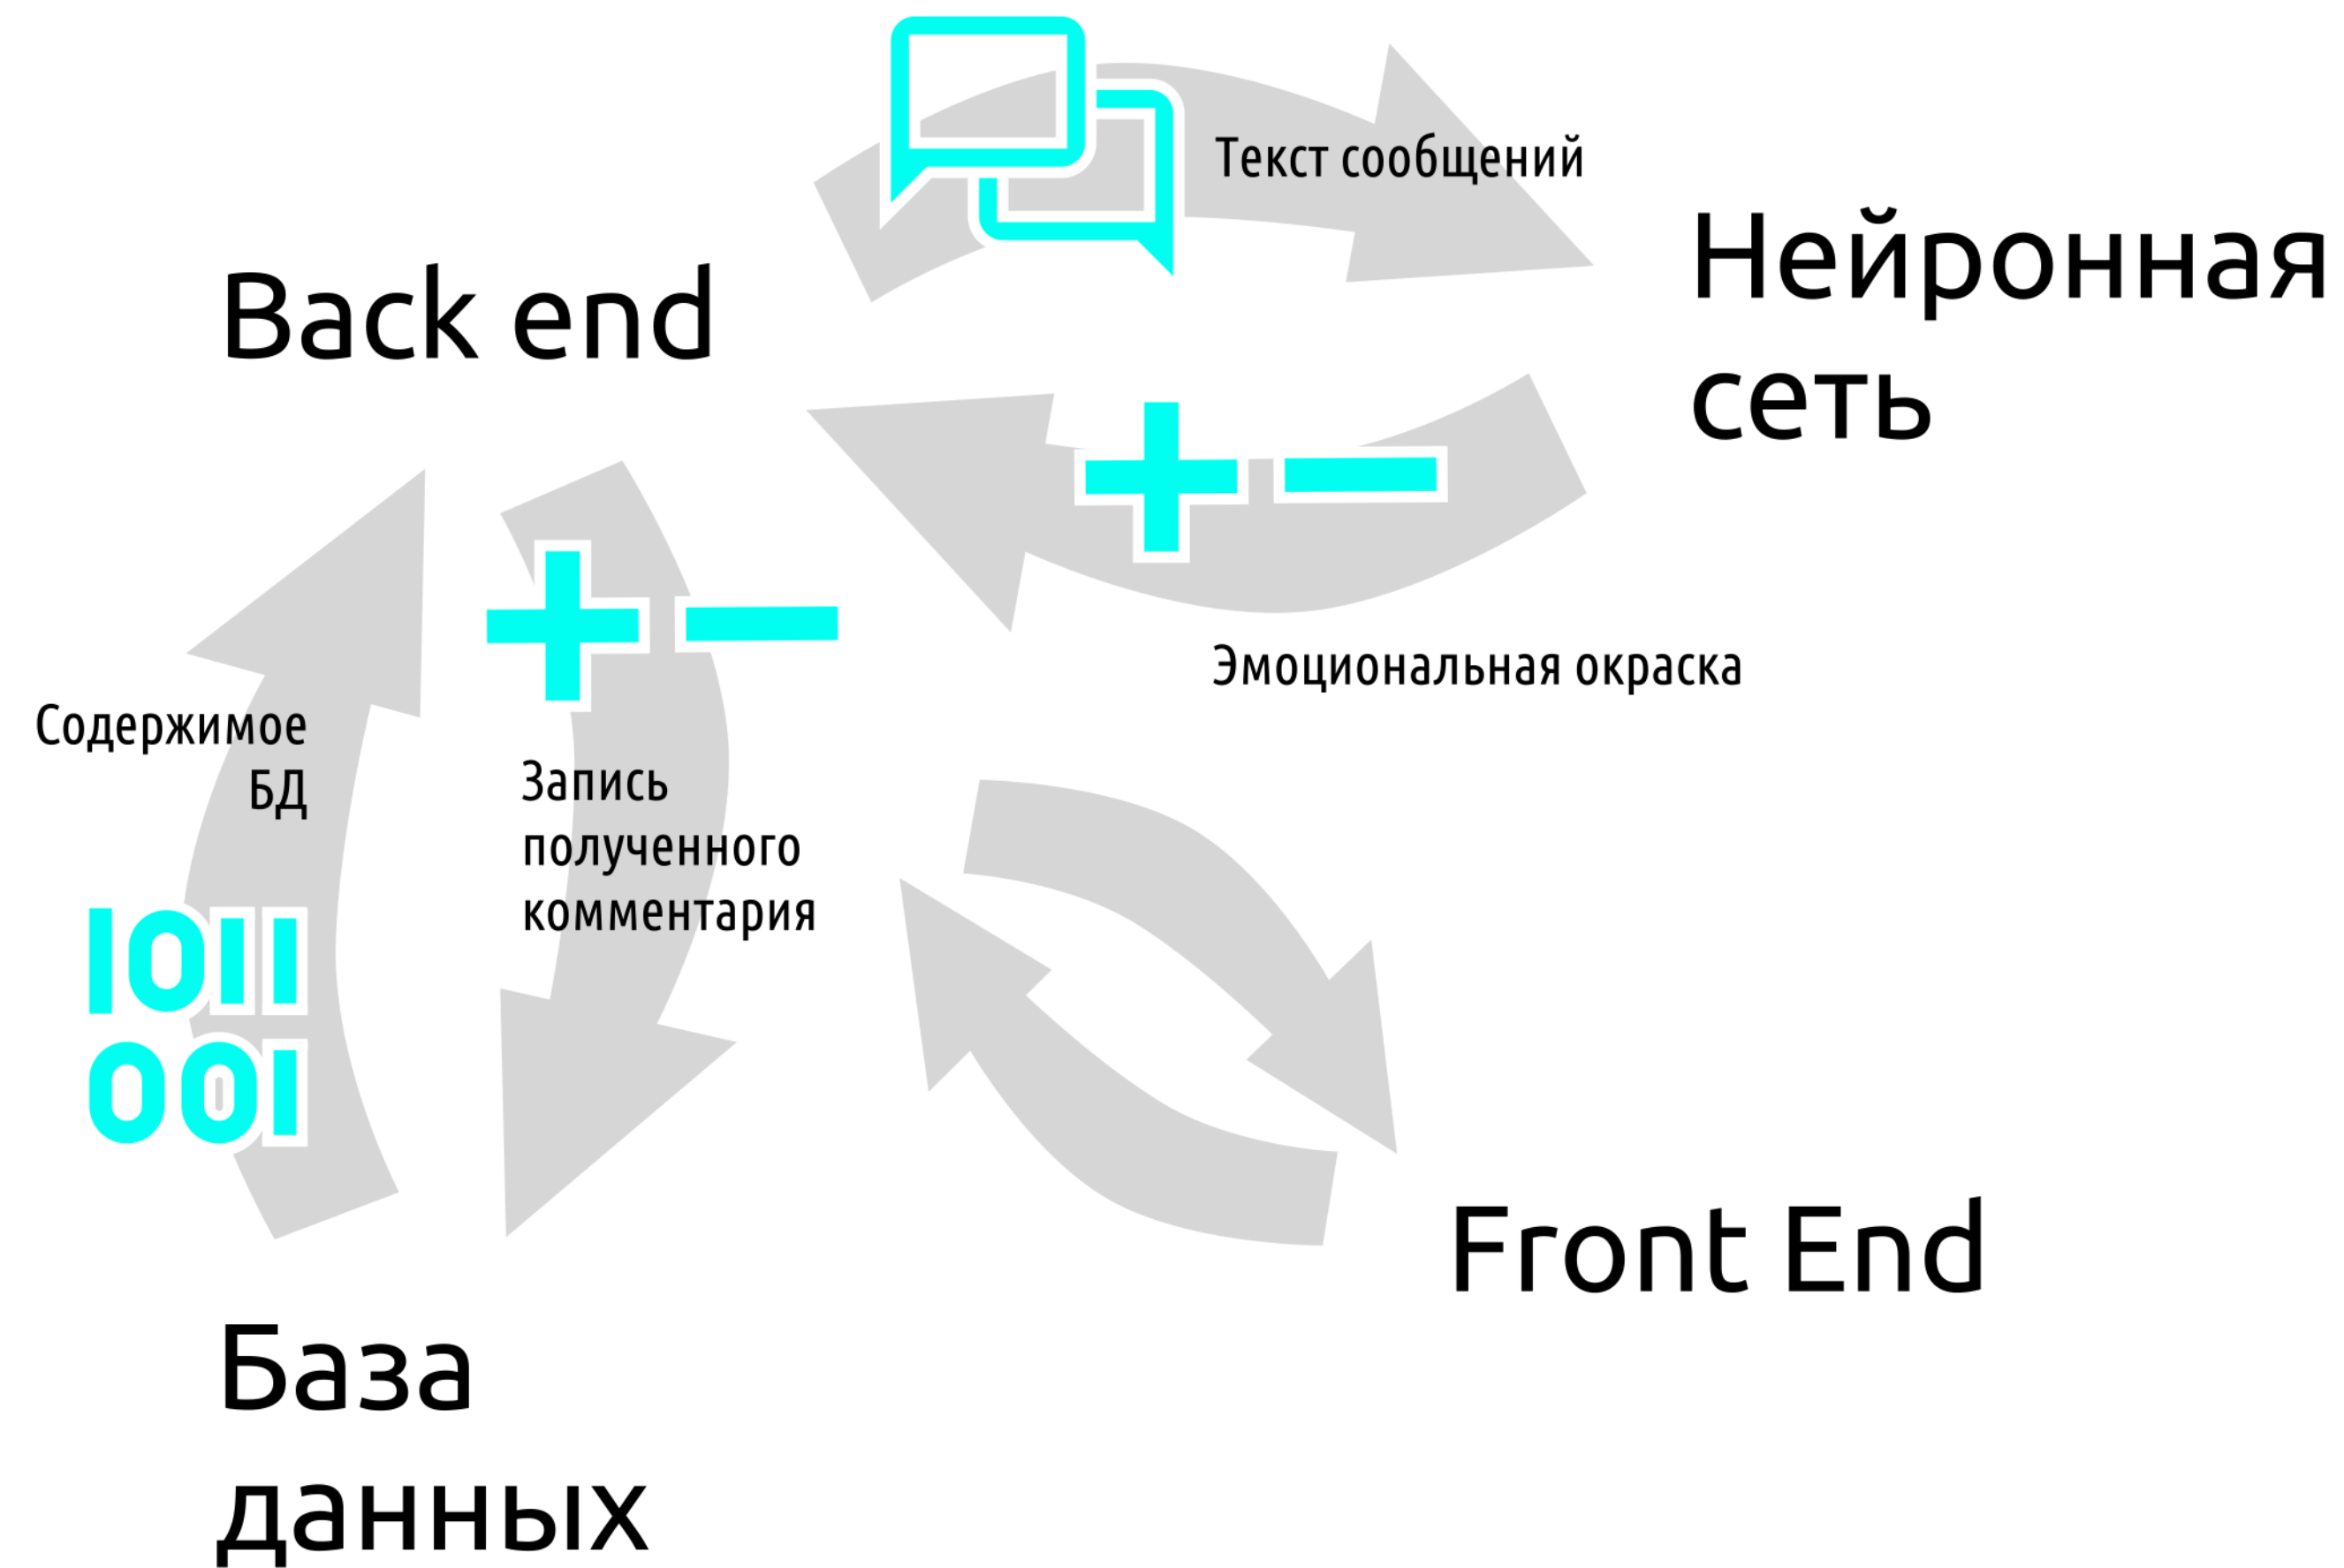 Текст сообщений
Back end
Нейронная
сеть
Эмоциональная окраска
Содержимое
БД
Запись
полученного
комментария
1011
001
Front End
База
данных